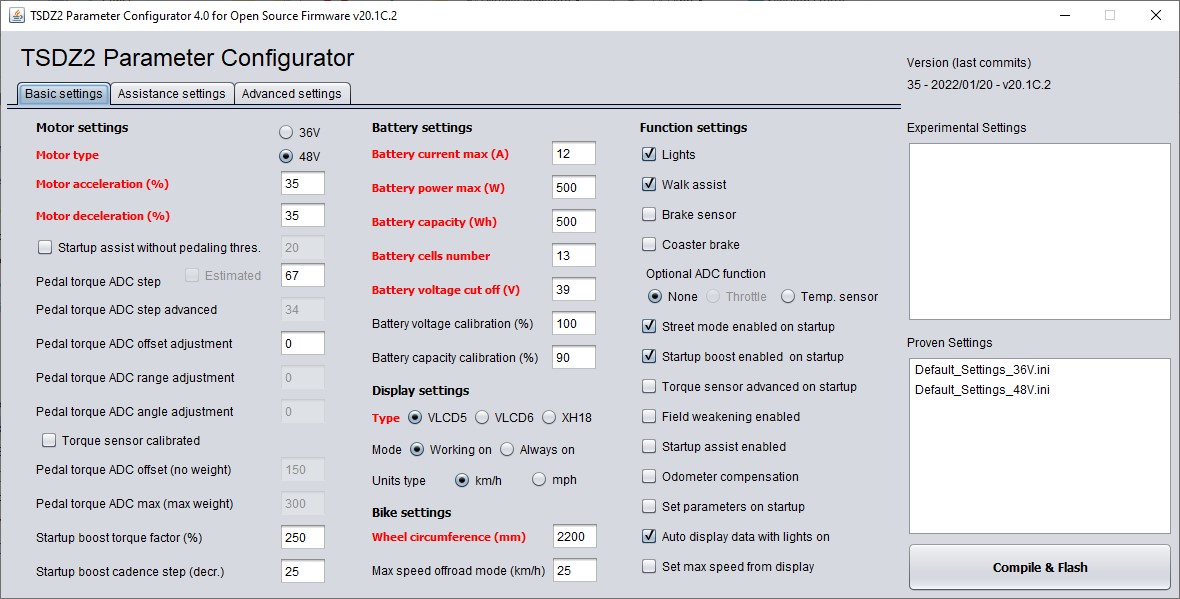 TSDZ2 Parameter Configurator 4.0 for Open Source Firmware v20.1C.2
TSDZ2 Parameter Configurator
Basic settings
Assistance settings
Advanced settings
Motor settings
36V
Motor type
48V
Motor acceleration (%)
35
Motor deceleration (%)
35
Startup assist without pedaling thres.
20
Pedal torque ADC step
Estimated
67
Pedal torque ADC step advanced
34
Pedal torque ADC offset adjustment
0
Pedal torque ADC range adjustment
0
Pedal torque ADC angle adjustment
0
Torque sensor calibrated
Pedal torque ADC offset (no weight)
150
Pedal torque ADC max (max weight)
300
Startup boost torque factor (%)
250
Startup boost cadence step (decr.)
25
Battery settings
Battery current max (A)
12
Battery power max (W)
500
Battery capacity (Wh)
500
Battery cells number
13
Battery voltage cut off (V)
39
Battery voltage calibration (%)
100
Battery capacity calibration (%)
90
Display settings
Type
VLCD5
VLCD6
XH18
Mode
Working on
Always on
Units type
km/h
mph
Bike settings
Wheel circumference (mm)
2200
Max speed offroad mode (km/h)
25
Function settings
Lights
Walk assist
Brake sensor
Coaster brake
Optional ADC function
None
Throttle
Temp. sensor
Street mode enabled on startup
Startup boost enabled  on startup
Torque sensor advanced on startup
Field weakening enabled
Startup assist enabled
Odometer compensation
Set parameters on startup
Auto display data with lights on
Set max speed from display
Version (last commits)
35 - 2022/01/20 - v20.1C.2
Experimental Settings
Proven Settings
Default_Settings_36V.ini
Default_Settings_48V.ini
Compile & Flash